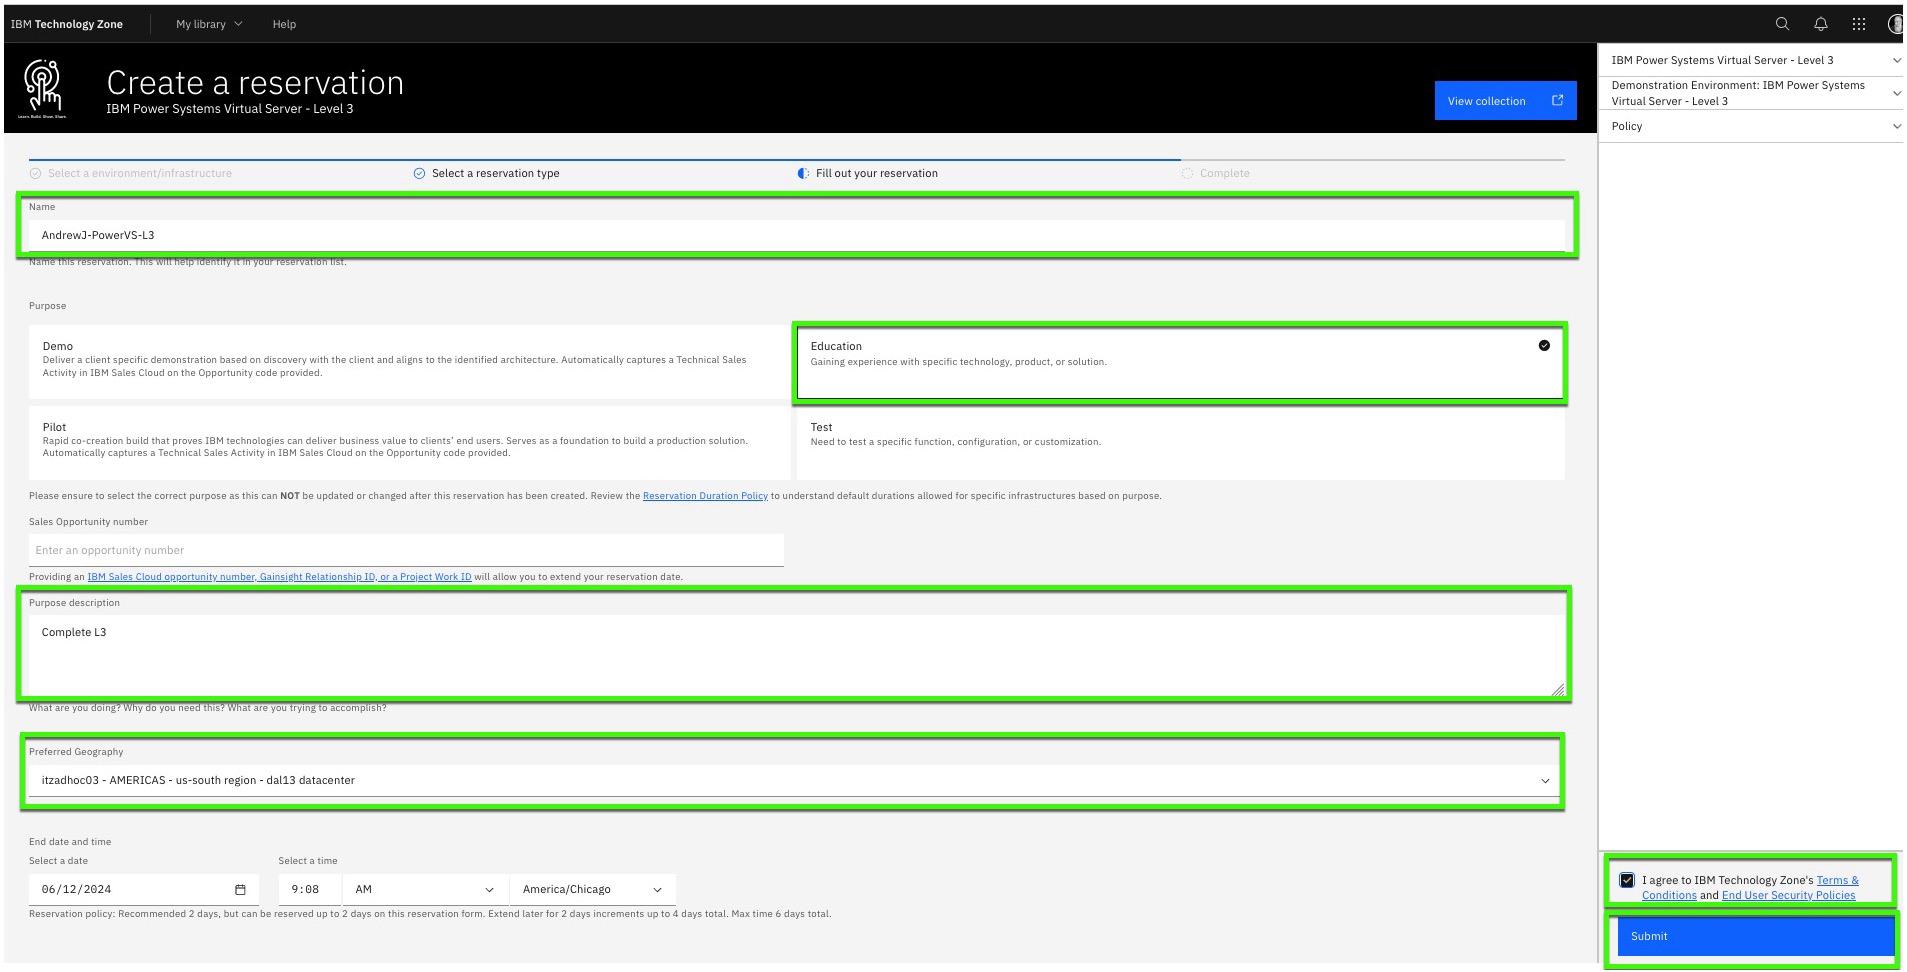 IBM Technology Zone
My library
Help
Learn. Build. Show. Share.
Create a reservation
IBM Power Systems Virtual Server - Level 3
View collection
IBM Power Systems Virtual Server - Level 3
Demonstration Environment: IBM Power Systems
Virtual Server - Level 3
Policy
Select a environment/infrastructure
Select a reservation type
Fill out your reservation
Complete
Name
AndrewJ-PowerVS-L3
Name this reservation. This will help identify it in your reservation list.
Purpose
Demo
Deliver a client specific demonstration based on discovery with the client and aligns to the identified architecture. Automatically captures a Technical Sales
Activity in IBM Sales Cloud on the Opportunity code provided.
Education
Gaining experience with specific technology, product, or solution.
Pilot
Rapid co-creation build that proves IBM technologies can deliver business value to clients' end users. Serves as a foundation to build a production solution.
Automatically captures a Technical Sales Activity in IBM Sales Cloud on the Opportunity code provided.
Test
Need to test a specific function, configuration, or customization.
Please ensure to select the correct purpose as this can NOT be updated or changed after this reservation has been created. Review the Reservation Duration Policy to understand default durations allowed for specific infrastructures based on purpose.
Sales Opportunity number
Enter an opportunity number
Providing an IBM Sales Cloud opportunity number, Gainsight Relationship ID, or a Project Work ID will allow you to extend your reservation date.
Purpose description
Complete L3
What are you doing? Why do you need this? What are you trying to accomplish?
Preferred Geography
itzadhoc03 - AMERICAS - us-south region - dal13 datacenter
End date and time
Select a date
Select a time
06/12/2024
9:08
AM
America/Chicago
Reservation policy: Recommended 2 days, but can be reserved up to 2 days on this reservation form. Extend later for 2 days increments up to 4 days total. Max time 6 days total.
I agree to IBM Technology Zone's Terms &
Conditions and End User Security Policies
Submit